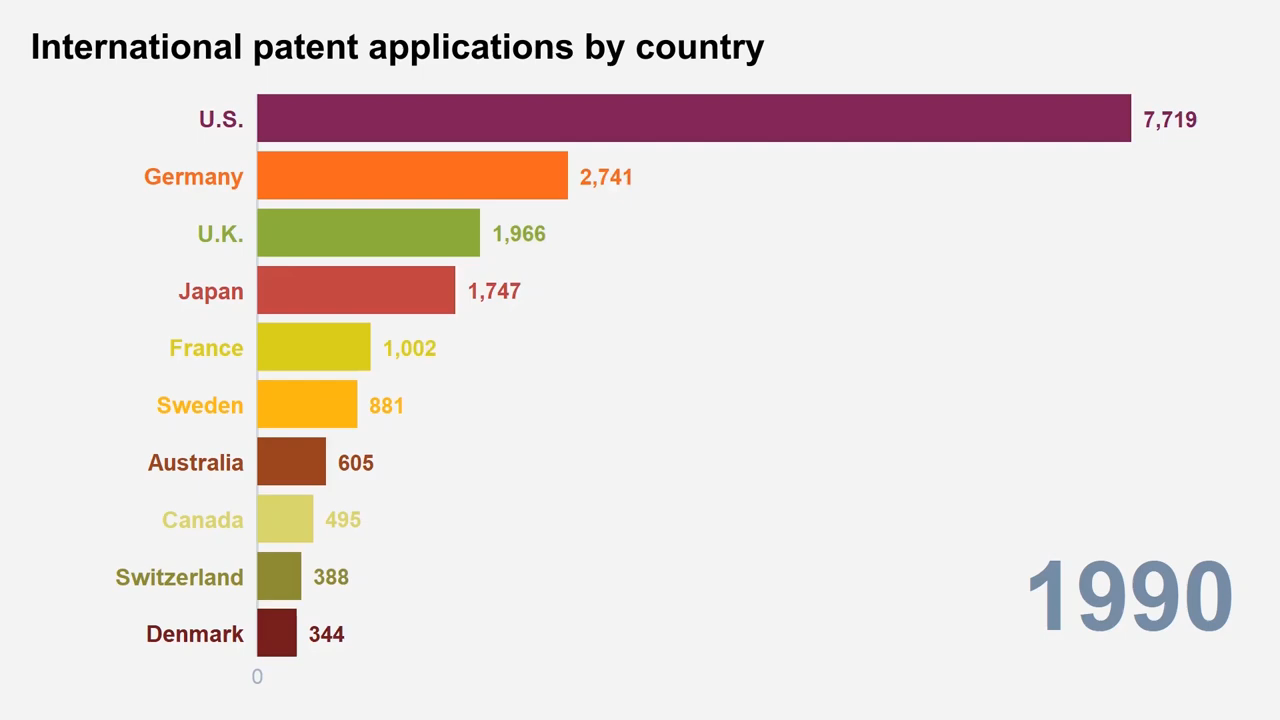 International patent applications by country
U.S. 7,719
Germany 2,741
U.K. 1,966
Japan 1,747
France 1,002
Sweden 881
Australia 605
Canada 495
Switzerland 388
Denmark 344
0
1990